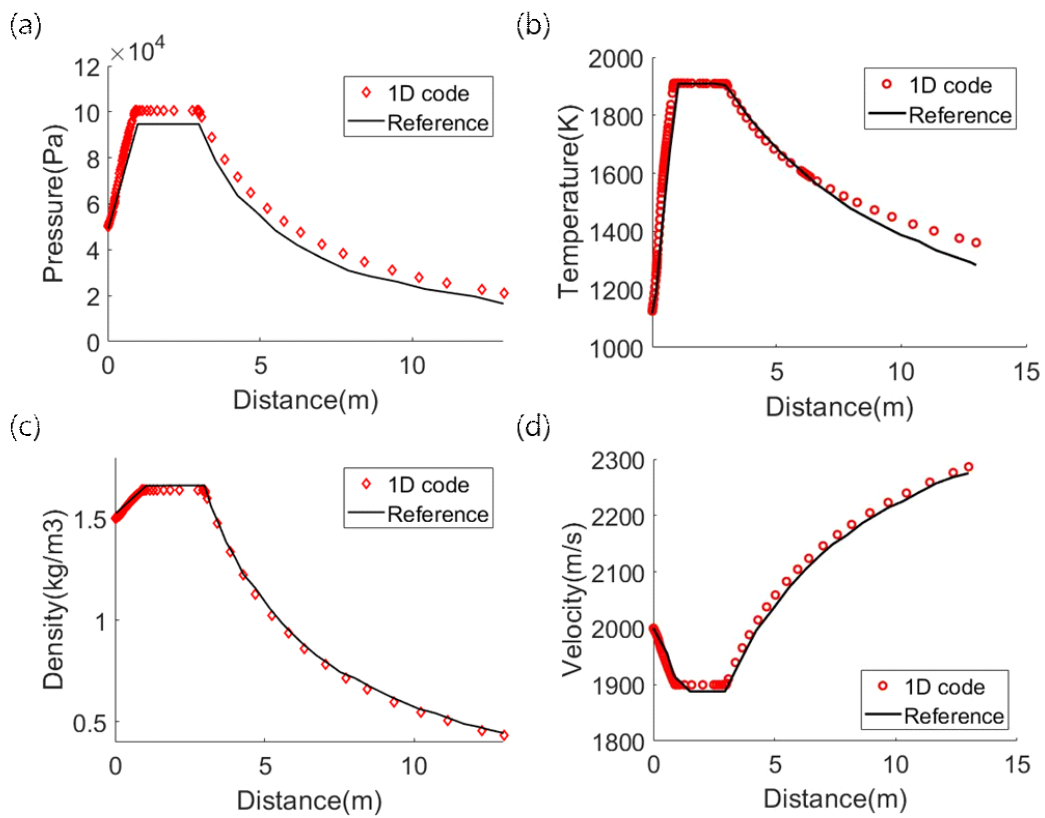 (a)
×10⁴
12
10
8
6
4
2
0
0
5
10
Pressure(Pa)
Distance(m)
1D code
Reference
(b)
2000
1800
1600
1400
1200
1000
0
5
10
15
Temperature(K)
Distance(m)
1D code
Reference
(c)
1.5
1
0.5
0
5
10
Density(kg/m3)
Distance(m)
1D code
Reference
(d)
2300
2200
2100
2000
1900
1800
0
5
10
15
Velocity(m/s)
Distance(m)
1D code
Reference